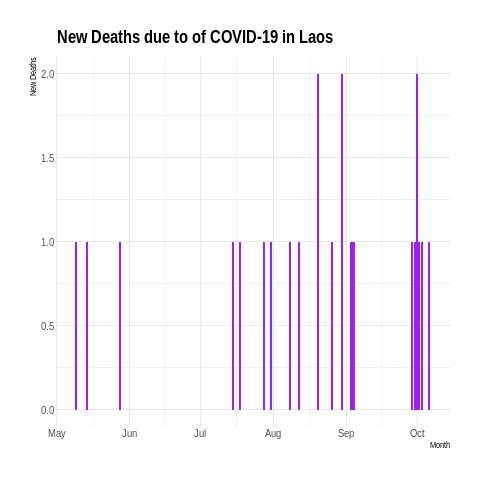 New Deaths due to of COVID-19 in Laos
New Deaths
2.0
1.5
1.0
0.5
0.0
May Jun Jul Aug Sep Oct
Month